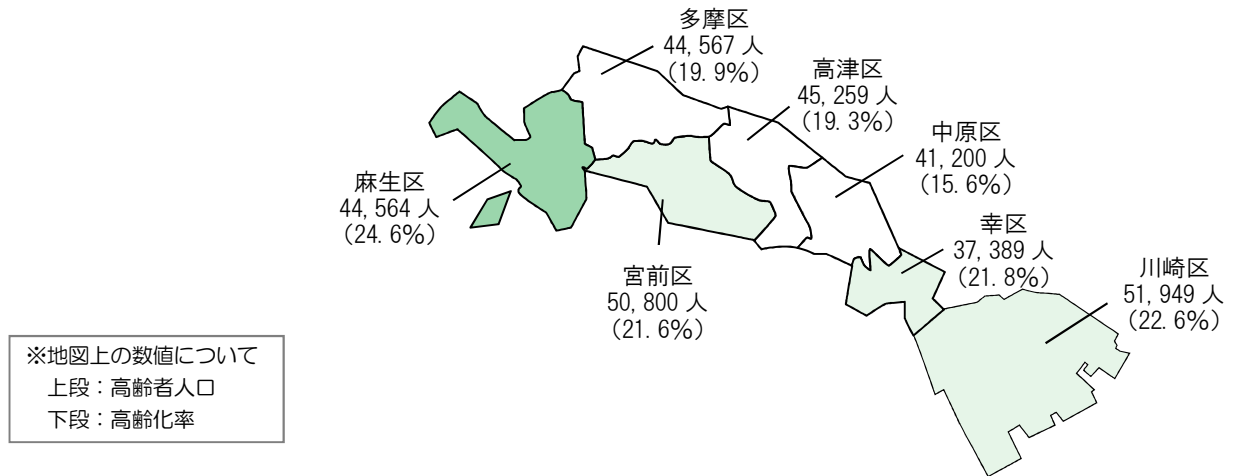 多摩区
44,567 人
(19.9%)
高津区
45,259 人
(19.3%)
中原区
41,200 人
(15.6%)
麻生区
44,564 人
(24.6%)
幸区
37,389 人
(21.8%)
宮前区
50,800 人
(21.6%)
川崎区
51,949 人
(22.6%)
※地図上の数値について
上段：高齢者人口
下段：高齢化率